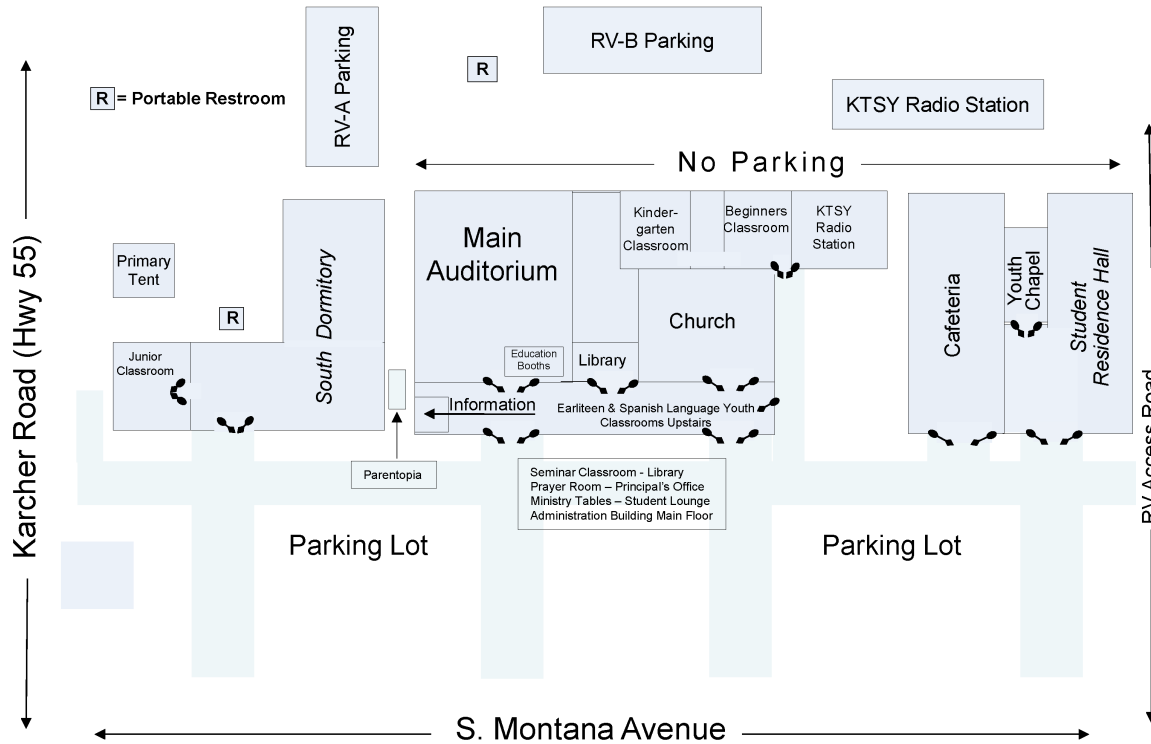 RV-B Parking
R
RV-A Parking
R = Portable Restroom
KTSY Radio Station
No Parking
Kinder-
garten
Classroom
Beginners
Classroom
KTSY
Radio
Station
Main
Auditorium
Primary
Tent
South Dormitory
Youth
Chapel
Student
Residence Hall
Cafeteria
Karcher Road (Hwy 55)
R
Church
Junior
Classroom
Education
Booths
Library
Information
Earliteen & Spanish Language Youth
Classrooms Upstairs
RV Access Road
Parentopia
Seminar Classroom - Library
Prayer Room – Principal's Office
Ministry Tables – Student Lounge
Administration Building Main Floor
Parking Lot
Parking Lot
S. Montana Avenue